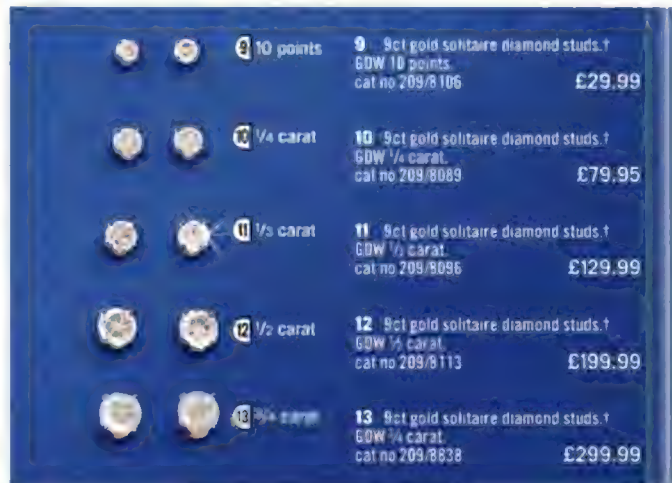 9 10 points
9 9ct gold solitaire diamond studs.†
GDW 10 points.
cat no 209/8106 £29.99
10 1/4 carat
10 9ct gold solitaire diamond studs.†
GDW 1/4 carat.
cat no 209/8089 £79.95
11 1/3 carat
11 9ct gold solitaire diamond studs.†
GDW 1/3 carat.
cat no 209/8096 £129.99
12 1/2 carat
12 9ct gold solitaire diamond studs.†
GDW 1/2 carat.
cat no 209/8113 £199.99
13 3/4 carat
13 9ct gold solitaire diamond studs.†
GDW 3/4 carat.
cat no 209/8838 £299.99